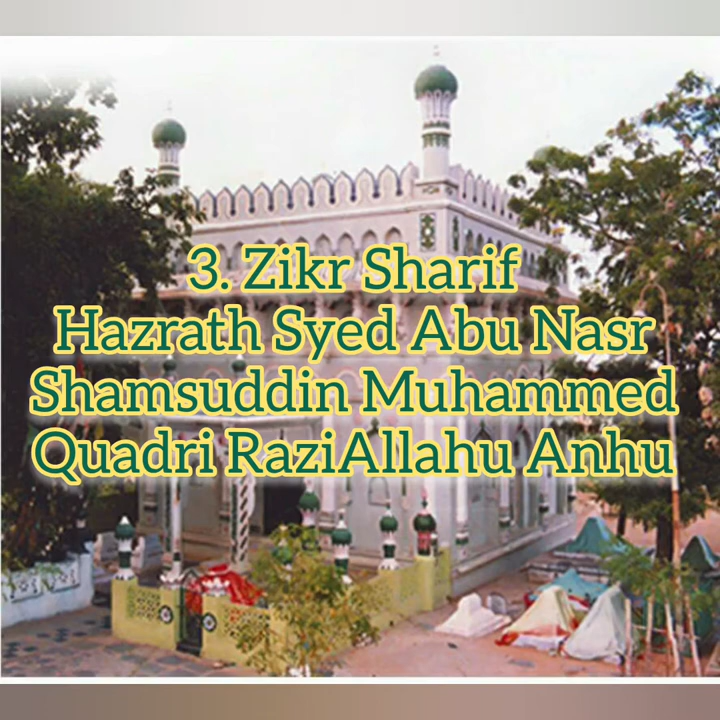 3. Zikr Sharif
Hazrath Syed Abu Nasr
Shamsuddin Muhammed
Quadri RaziAllahu Anhu